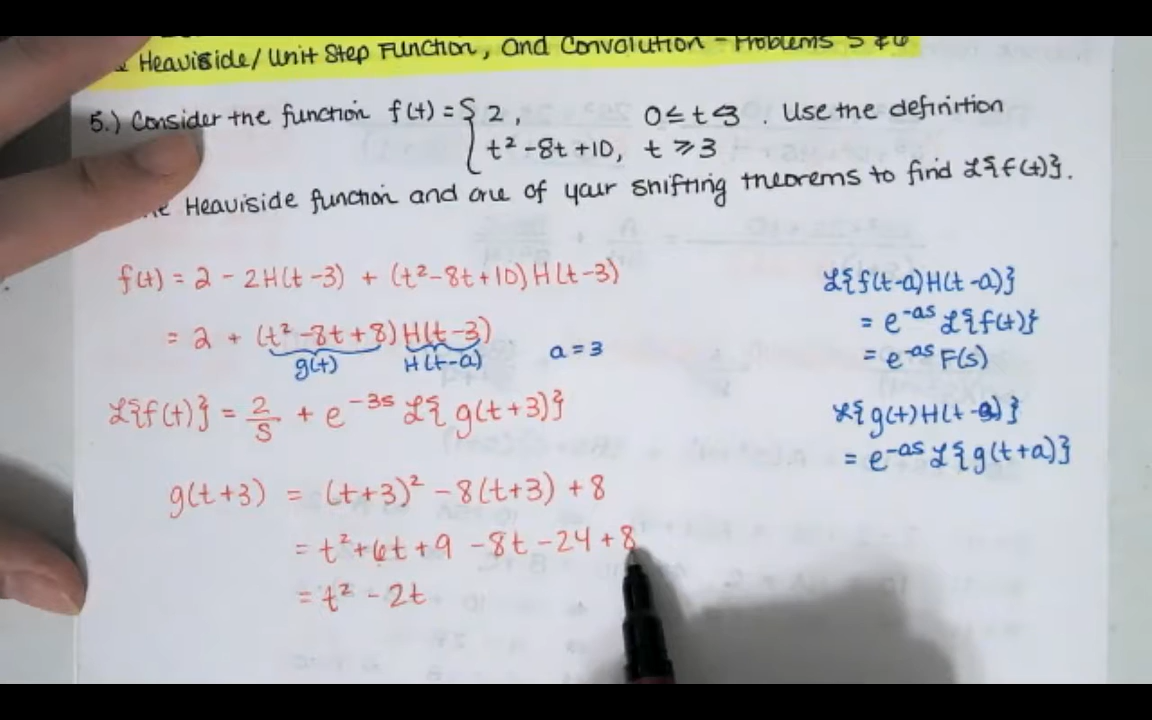 Heaviside/Unit Step Function, and Convolution - Problems 5 & 6
5.) Consider the function f(t) = { 2, 0 ≤ t < 3 . Use the definition
t² - 8t + 10, t ≥ 3
Heaviside function and one of your shifting theorems to find ℒ{f(t)}.
f(t) = 2 - 2H(t-3) + (t² - 8t + 10)H(t-3)
= 2 + (t² - 8t + 8)H(t-3)
g(t) H(t-a) a = 3
ℒ{f(t)} = 2/s + e^{-3s} ℒ{g(t+3)}
g(t+3) = (t+3)² - 8(t+3) + 8
= t² + 6t + 9 - 8t - 24 + 8
= t² - 2t
ℒ{f(t-a)H(t-a)}
= e^{-as} ℒ{f(t)}
= e^{-as} F(s)
ℒ{g(t)H(t-a)}
= e^{-as} ℒ{g(t+a)}